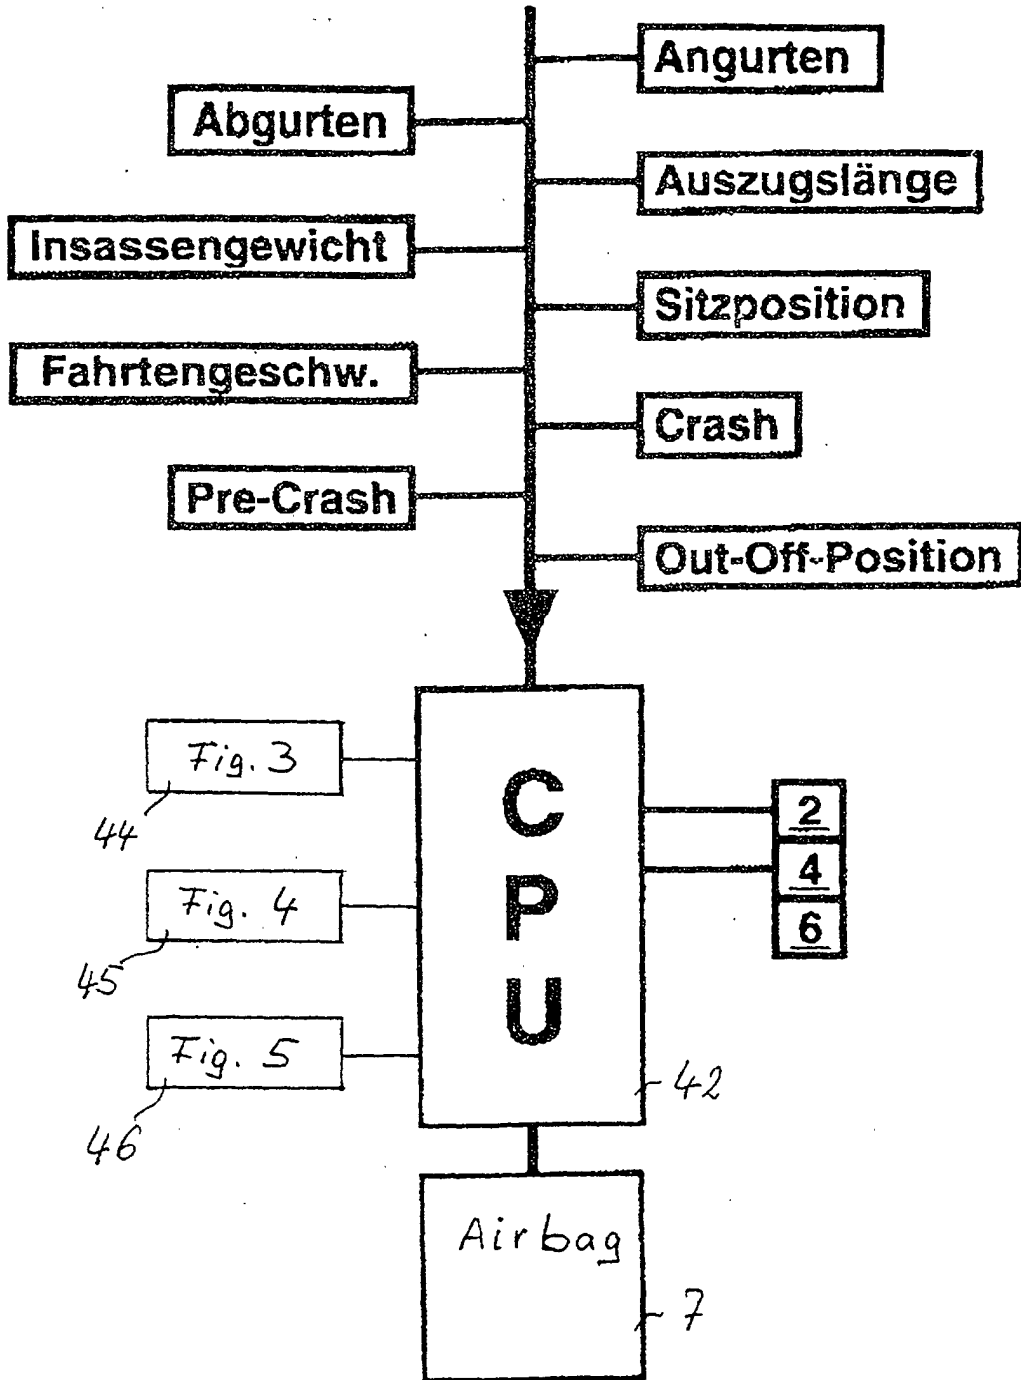 Angurten
Abgurten
Auszugslänge
Insassengewicht
Sitzposition
Fahrtengeschw.
Crash
Pre-Crash
Out-Off-Position
Fig. 3
44
C
P
U
2
4
6
Fig. 4
45
Fig. 5
46
42
Airbag
7